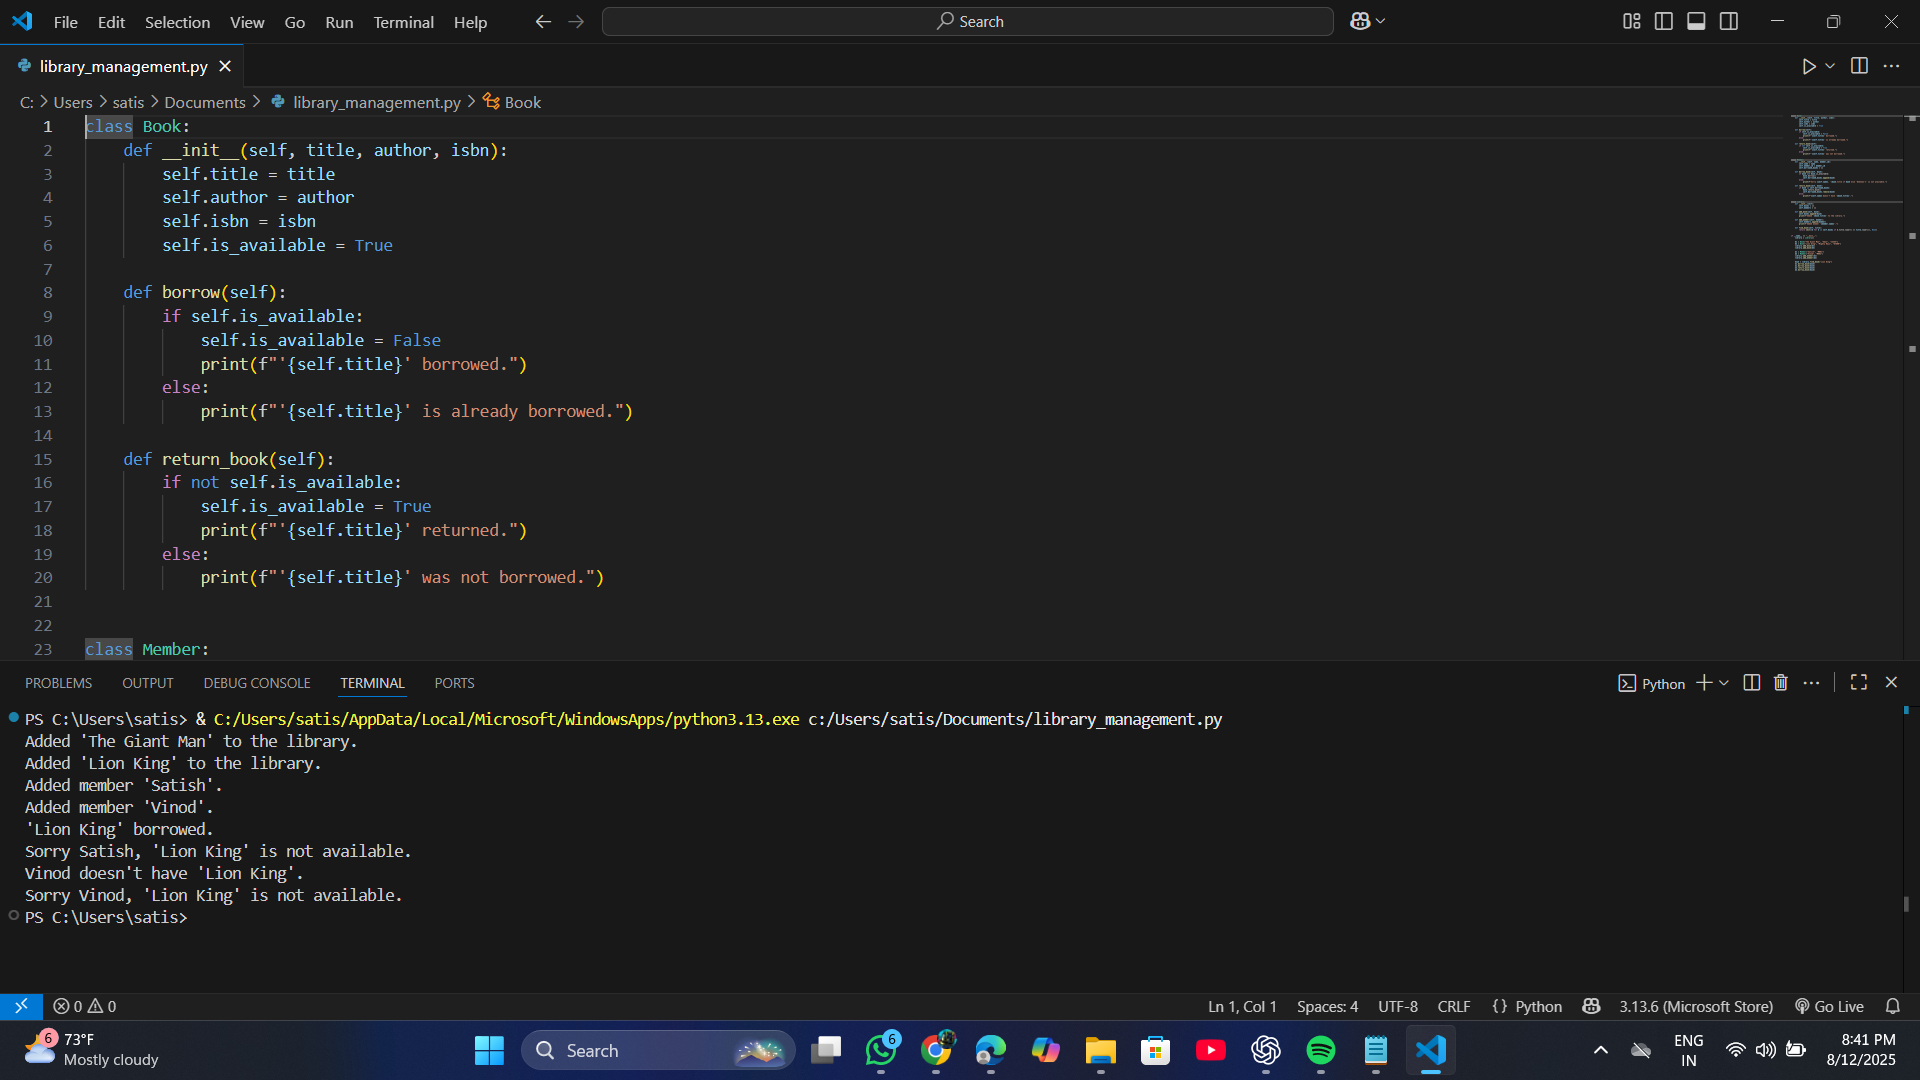 File Edit Selection View Go Run Terminal Help
Search
library_management.py
C: > Users > satis > Documents > library_management.py > Book
1 class Book:
2     def __init__(self, title, author, isbn):
3         self.title = title
4         self.author = author
5         self.isbn = isbn
6         self.is_available = True
7
8     def borrow(self):
9         if self.is_available:
10             self.is_available = False
11             print(f"'{self.title}' borrowed.")
12         else:
13             print(f"'{self.title}' is already borrowed.")
14
15     def return_book(self):
16         if not self.is_available:
17             self.is_available = True
18             print(f"'{self.title}' returned.")
19         else:
20             print(f"'{self.title}' was not borrowed.")
21
22
23 class Member:
PROBLEMS OUTPUT DEBUG CONSOLE TERMINAL PORTS Python
PS C:\Users\satis> & C:/Users/satis/AppData/Local/Microsoft/WindowsApps/python3.13.exe c:/Users/satis/Documents/library_management.py
Added 'The Giant Man' to the library.
Added 'Lion King' to the library.
Added member 'Satish'.
Added member 'Vinod'.
'Lion King' borrowed.
Sorry Satish, 'Lion King' is not available.
Vinod doesn't have 'Lion King'.
Sorry Vinod, 'Lion King' is not available.
PS C:\Users\satis>
0 0 Ln 1, Col 1 Spaces: 4 UTF-8 CRLF {} Python 3.13.6 (Microsoft Store) Go Live
6 73°F
Mostly cloudy
Search
6
ENG
IN
8:41 PM
8/12/2025